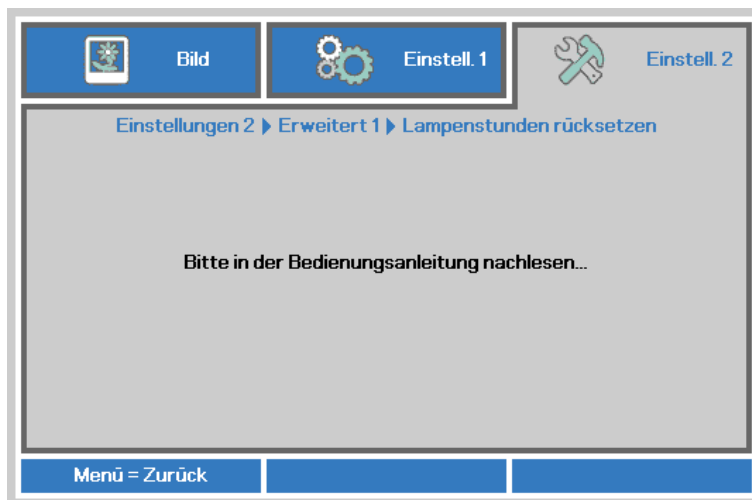 Bild
Einstell. 1
Einstell. 2
Einstellungen 2 Erweitert 1 Lampenstunden rücksetzen
Bitte in der Bedienungsanleitung nachlesen...
Menü = Zurück